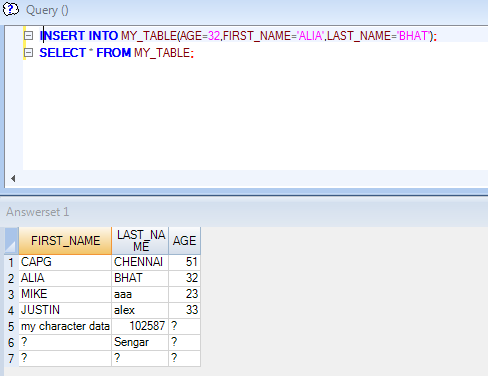 Query ()
INSERT INTO MY_TABLE(AGE=32,FIRST_NAME='ALIA',LAST_NAME='BHAT');
SELECT * FROM MY_TABLE;
Answerset 1
FIRST_NAME LAST_NA AGE
ME
1 CAPG CHENNAI 51
2 ALIA BHAT 32
3 MIKE aaa 23
4 JUSTIN alex 33
5 my character data 102587 ?
6 ? Sengar ?
7 ? ? ?